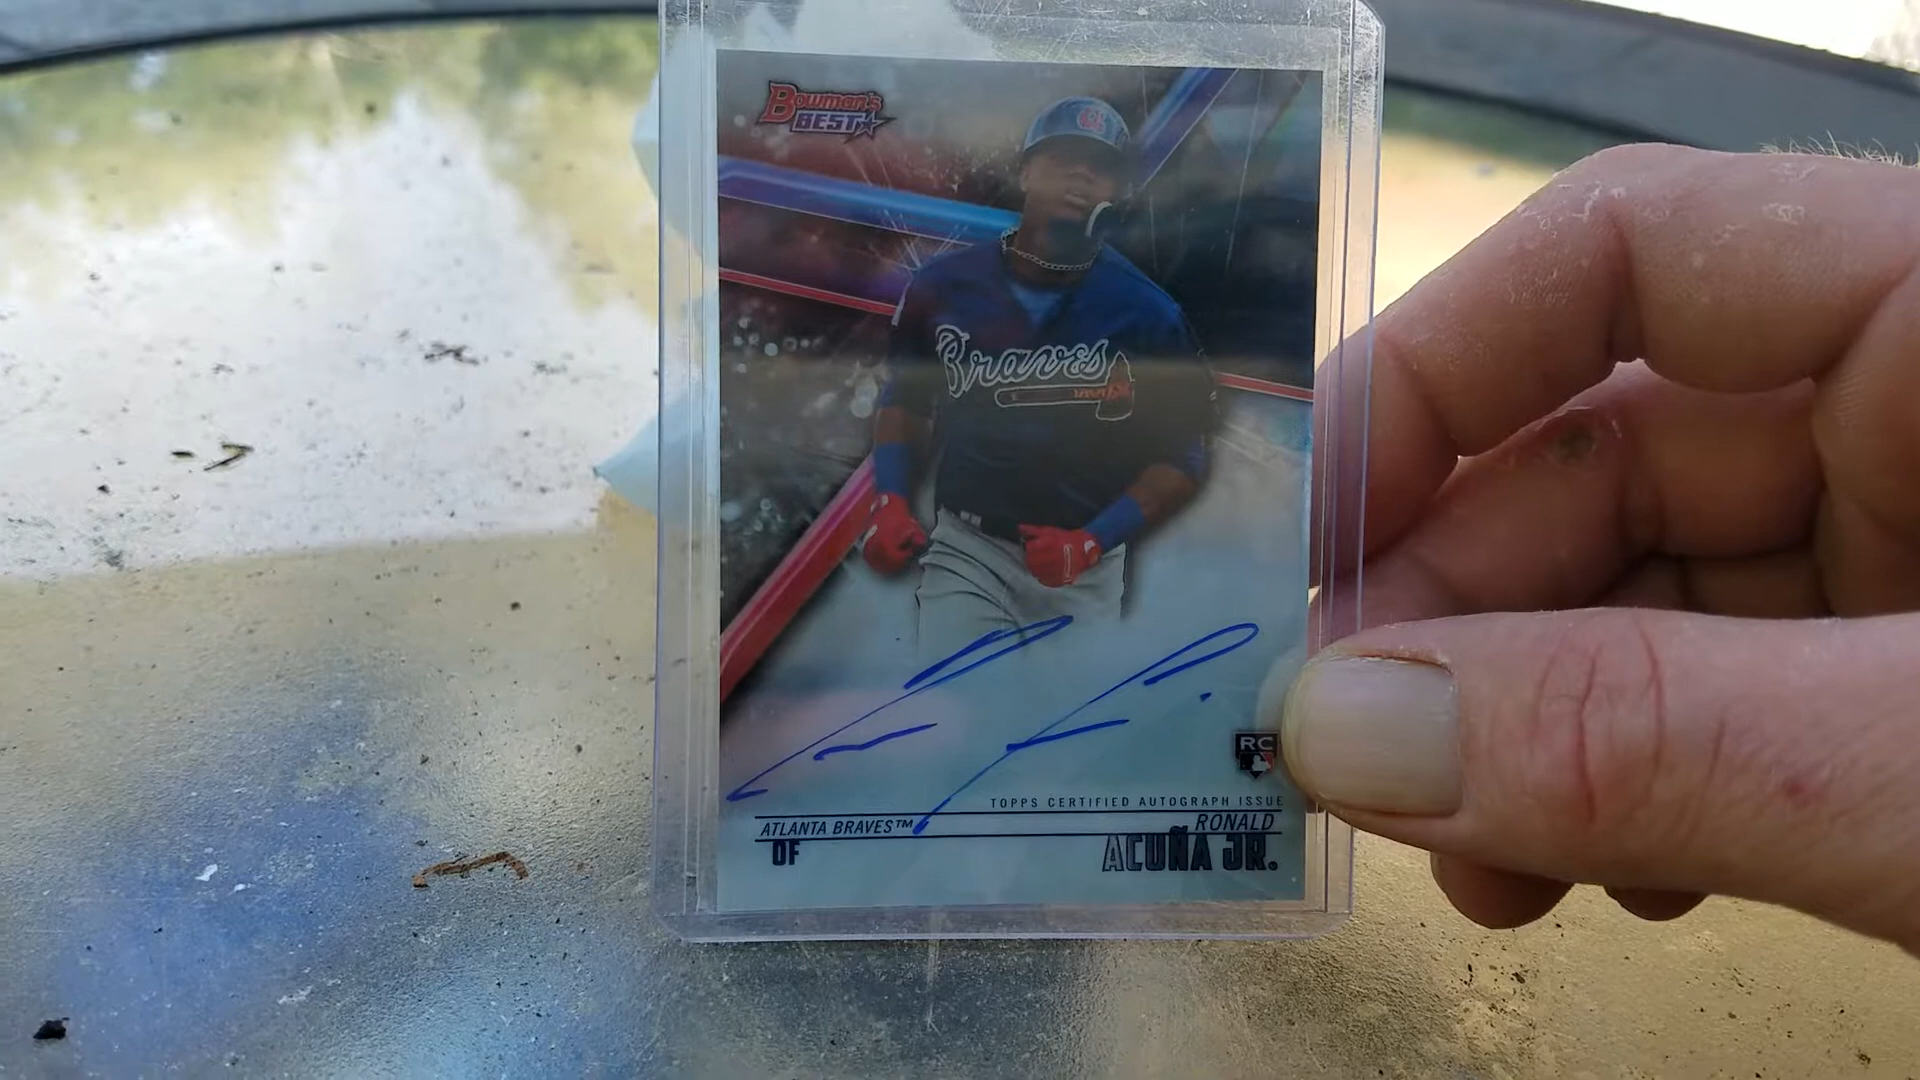 Bowman's
BEST
Braves
RC
TOPPS CERTIFIED AUTOGRAPH ISSUE
ATLANTA BRAVES™
RONALD
OF
ACUÑA JR.